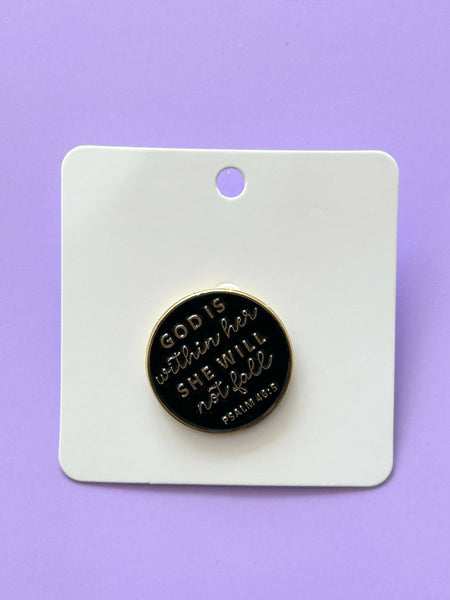 GOD IS
within her
SHE WILL
not fall
PSALM 46:5